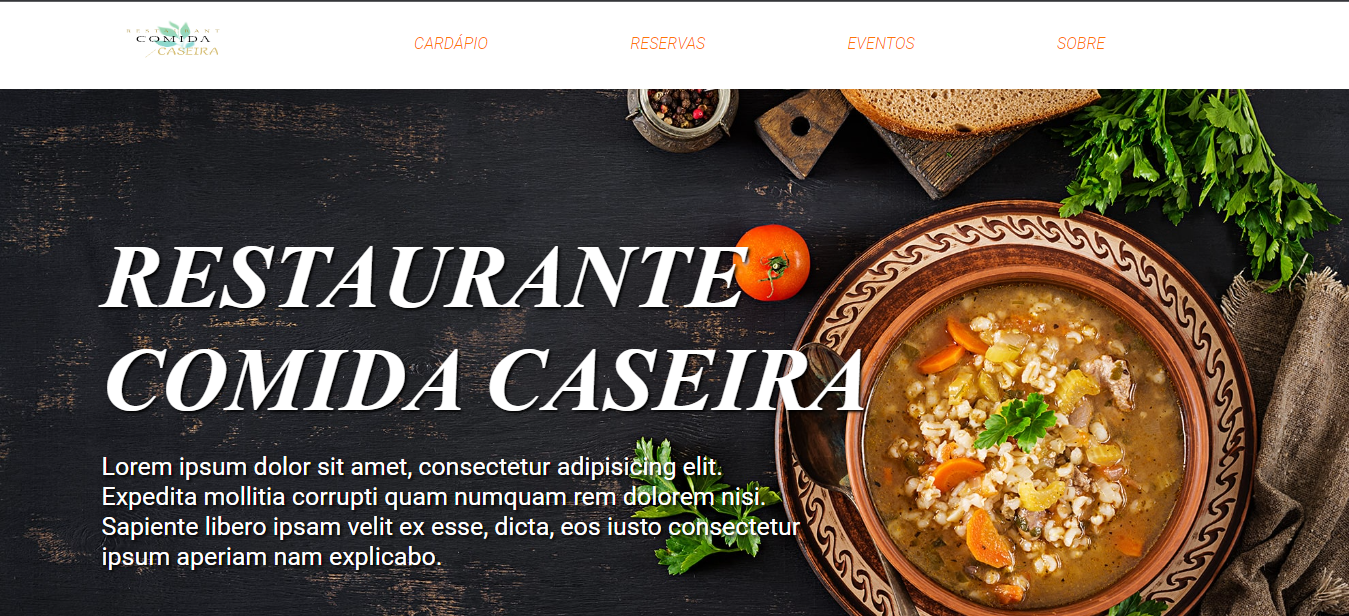 RESTAURANT
COMIDA
CASEIRA
CARDÁPIO
RESERVAS
EVENTOS
SOBRE
RESTAURANTE
COMIDA CASEIRA
Lorem ipsum dolor sit amet, consectetur adipisicing elit.
Expedita mollitia corrupti quam numquam rem dolorem nisi.
Sapiente libero ipsam velit ex esse, dicta, eos iusto consectetur
ipsum aperiam nam explicabo.